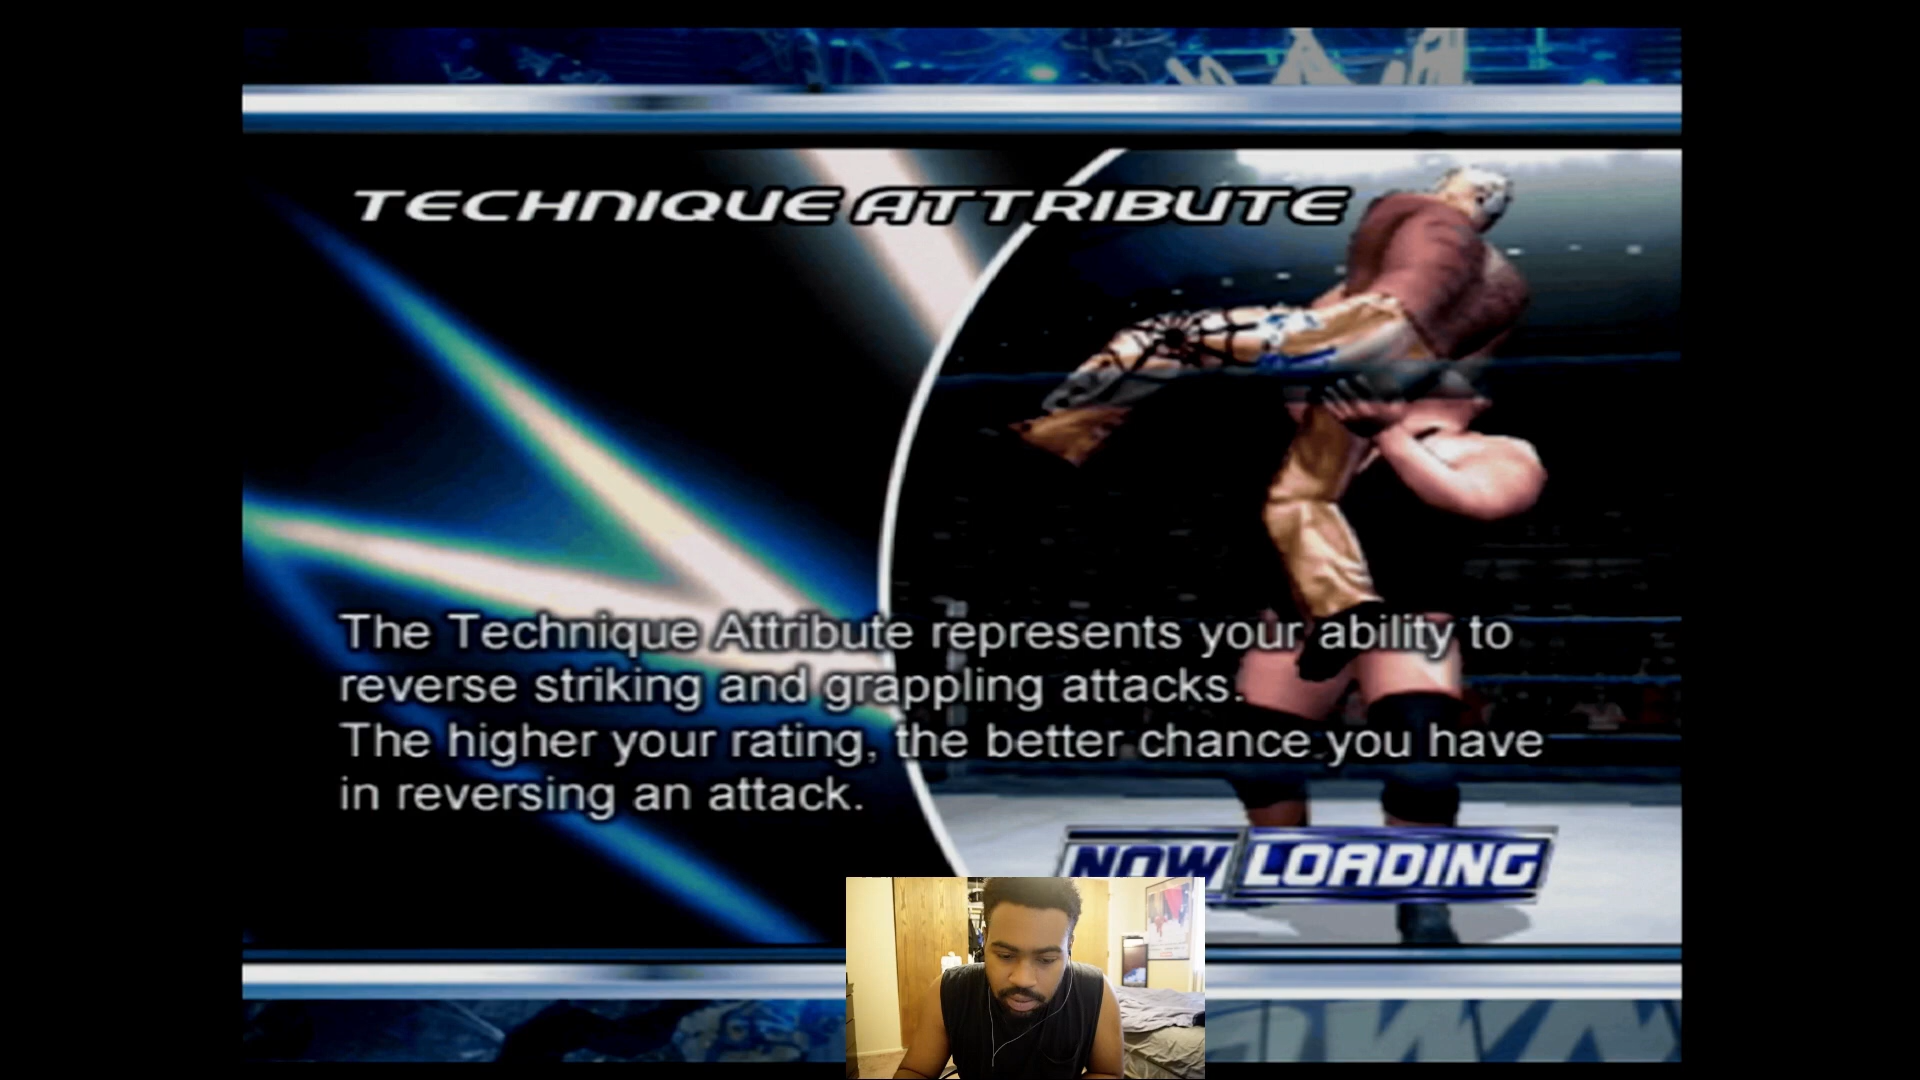 TECHNIQUE ATTRIBUTE
The Technique Attribute represents your ability to
reverse striking and grappling attacks.
The higher your rating, the better chance you have
in reversing an attack.
NOW LOADING